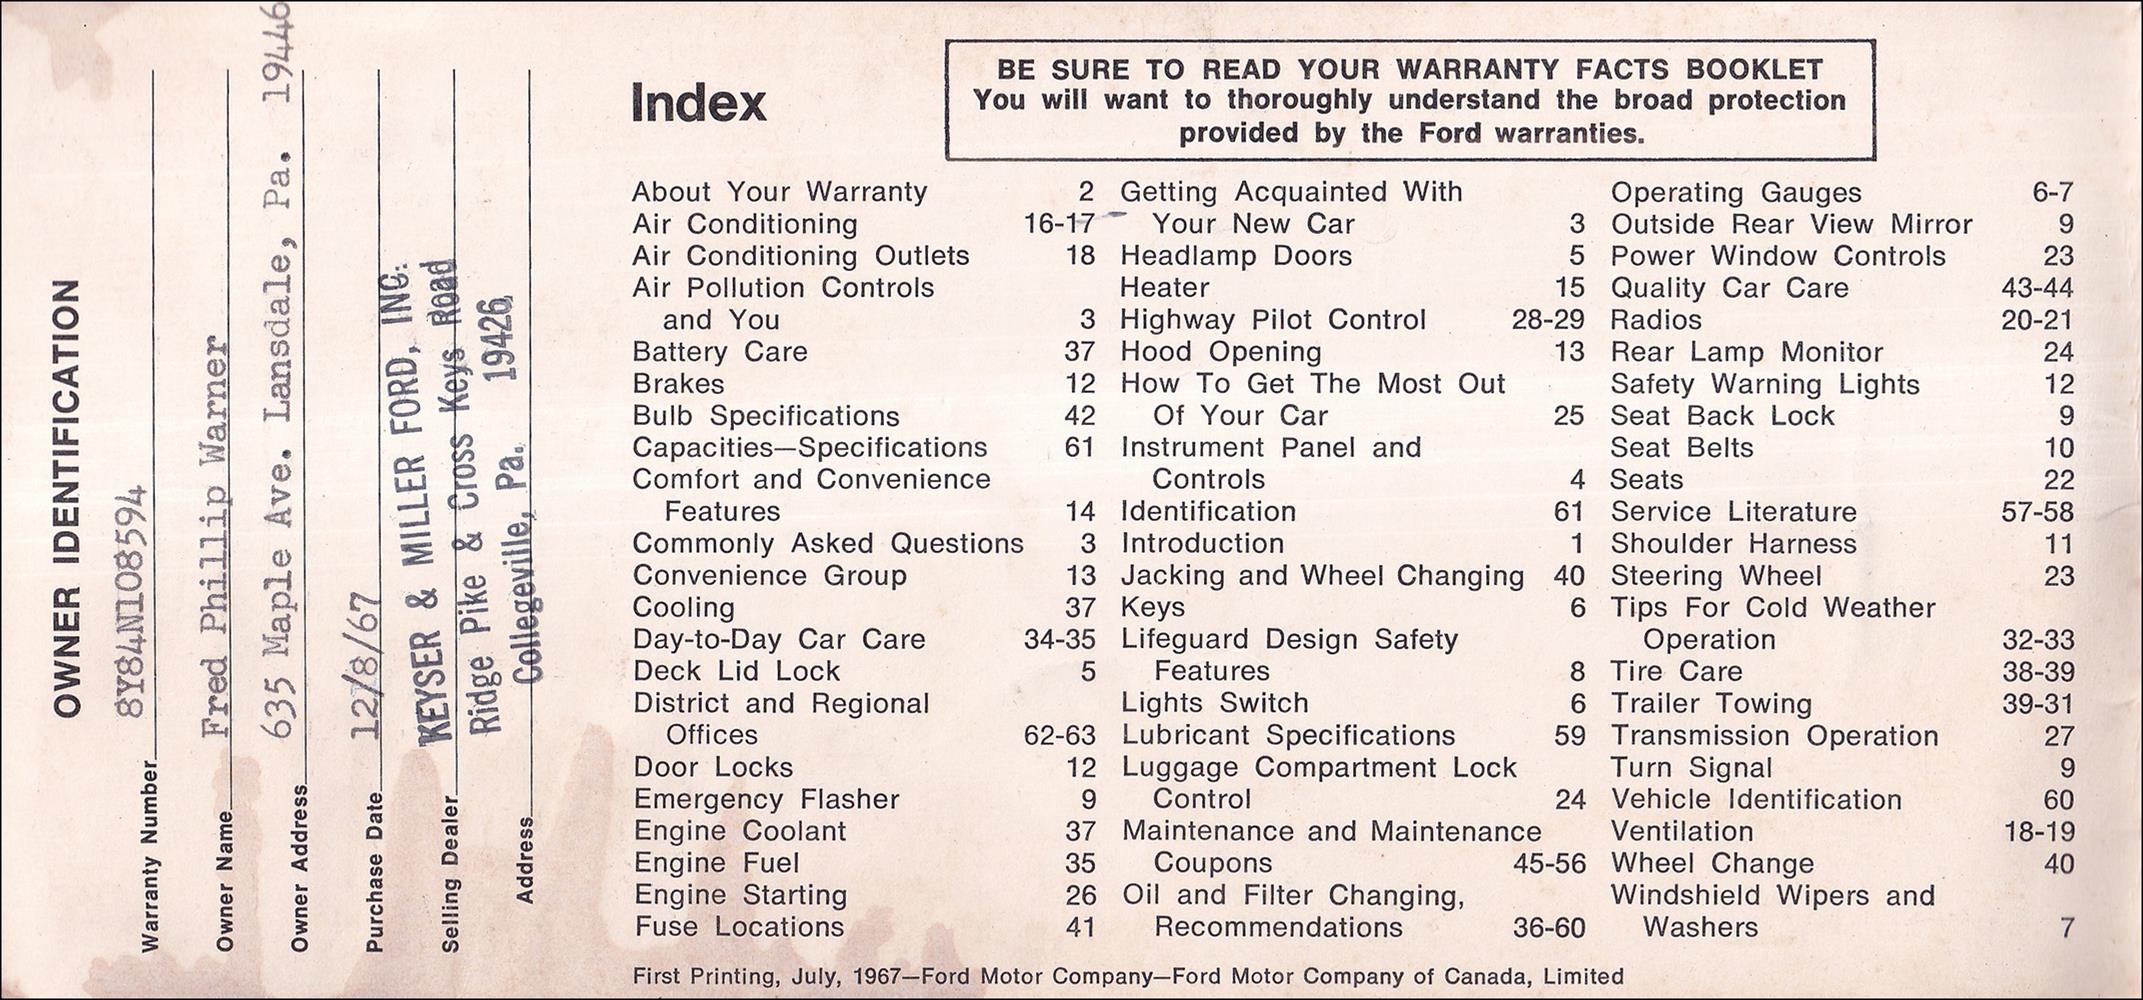 OWNER IDENTIFICATION
Warranty Number 8Y84N108594
Owner Name Fred Phillip Warner
Owner Address 635 Maple Ave. Lansdale, Pa. 19446
Purchase Date 12/8/67
Selling Dealer KEYSER & MILLER FORD, INC.
Ridge Pike & Cross Keys Road
Address Collegeville, Pa. 19426
Index
BE SURE TO READ YOUR WARRANTY FACTS BOOKLET
You will want to thoroughly understand the broad protection
provided by the Ford warranties.
About Your Warranty 2
Air Conditioning 16-17
Air Conditioning Outlets 18
Air Pollution Controls
and You 3
Battery Care 37
Brakes 12
Bulb Specifications 42
Capacities—Specifications 61
Comfort and Convenience
Features 14
Commonly Asked Questions 3
Convenience Group 13
Cooling 37
Day-to-Day Car Care 34-35
Deck Lid Lock 5
District and Regional
Offices 62-63
Door Locks 12
Emergency Flasher 9
Engine Coolant 37
Engine Fuel 35
Engine Starting 26
Fuse Locations 41
Getting Acquainted With
Your New Car 3
Headlamp Doors 5
Heater 15
Highway Pilot Control 28-29
Hood Opening 13
How To Get The Most Out
Of Your Car 25
Instrument Panel and
Controls 4
Identification 61
Introduction 1
Jacking and Wheel Changing 40
Keys 6
Lifeguard Design Safety
Features 8
Lights Switch 6
Lubricant Specifications 59
Luggage Compartment Lock
Control 24
Maintenance and Maintenance
Coupons 45-56
Oil and Filter Changing,
Recommendations 36-60
Operating Gauges 6-7
Outside Rear View Mirror 9
Power Window Controls 23
Quality Car Care 43-44
Radios 20-21
Rear Lamp Monitor 24
Safety Warning Lights 12
Seat Back Lock 9
Seat Belts 10
Seats 22
Service Literature 57-58
Shoulder Harness 11
Steering Wheel 23
Tips For Cold Weather
Operation 32-33
Tire Care 38-39
Trailer Towing 39-31
Transmission Operation 27
Turn Signal 9
Vehicle Identification 60
Ventilation 18-19
Wheel Change 40
Windshield Wipers and
Washers 7
First Printing, July, 1967—Ford Motor Company—Ford Motor Company of Canada, Limited